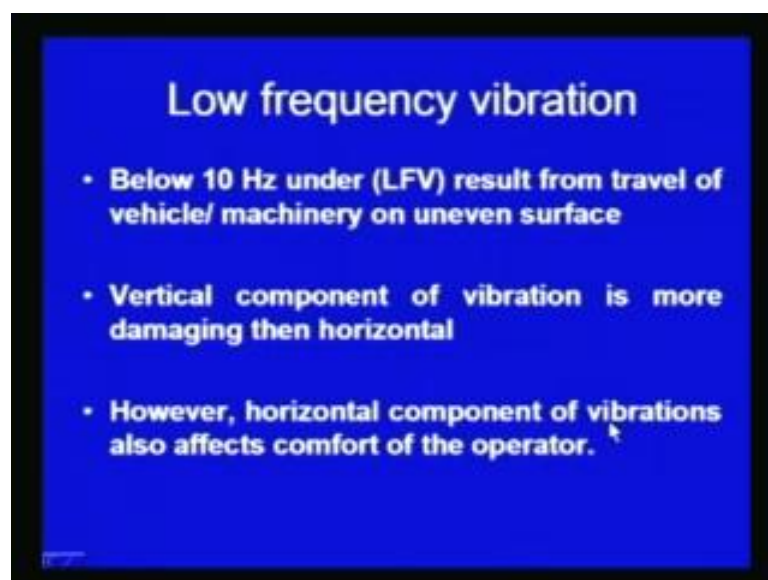 Low frequency vibration
• Below 10 Hz under (LFV) result from travel of
vehicle/ machinery on uneven surface
• Vertical component of vibration is more
damaging then horizontal
• However, horizontal component of vibrations
also affects comfort of the operator.